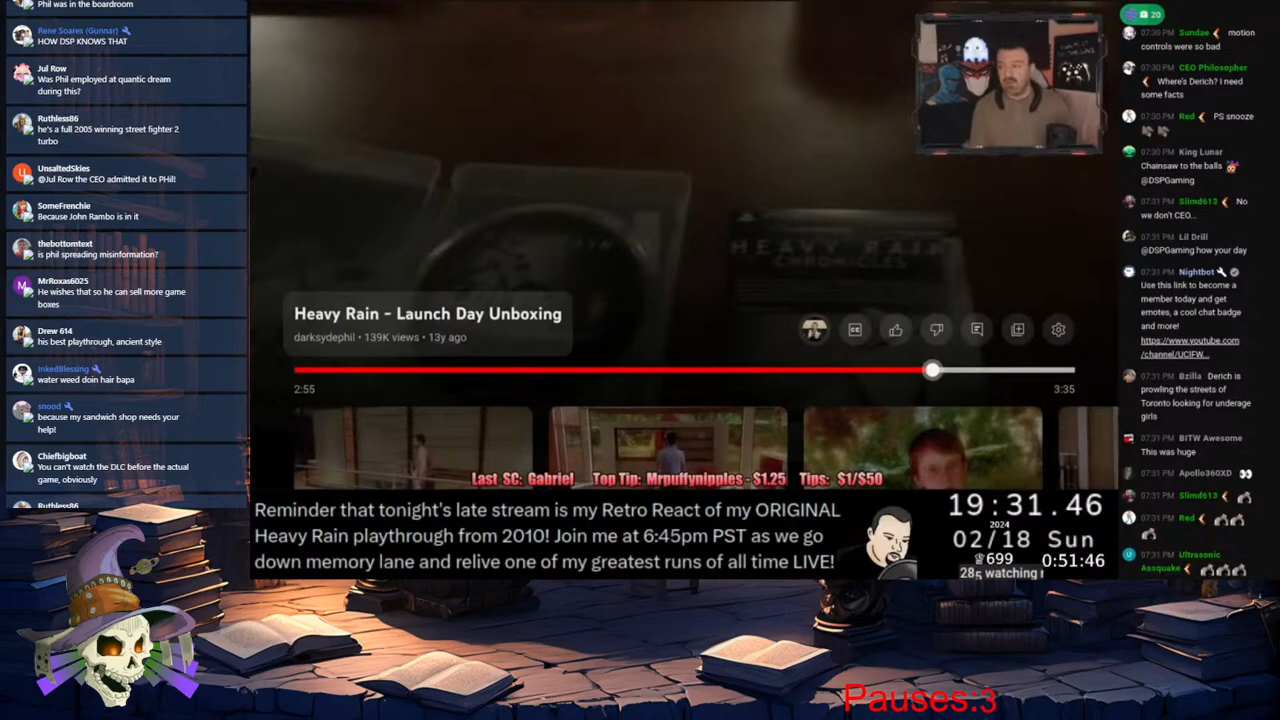 Phil was in the boardroom
Rene Soares (Gunnar)
HOW DSP KNOWS THAT
Jul Row
Was Phil employed at quantic dream
during this?
Ruthless86
he's a full 2005 winning street fighter 2
turbo
UnsaltedSkies
@Jul Row the CEO admitted it to PHil!
SomeFrenchie
Because John Rambo is in it
thebottomtext
is phil spreading misinformation?
MrRoxas6025
He wishes that so he can sell more game
boxes
Drew 614
his best playthrough, ancient style
InkedBlessing
water weed doin hair bapa
snood
because my sandwich shop needs your
help!
Chiefbigboat
You can't watch the DLC before the actual
game, obviously
Ruthless86
HEAVY RAIN
CHRONICLES
Heavy Rain - Launch Day Unboxing
darksydephil • 139K views • 13y ago
CC
2:55
3:35
Last SC: Gabriel Top Tip: Mrpuffynipples - $1.25 Tips: $1/$50
Reminder that tonight's late stream is my Retro React of my ORIGINAL
Heavy Rain playthrough from 2010! Join me at 6:45pm PST as we go
down memory lane and relive one of my greatest runs of all time LIVE!
19:31.46
2024
02/18 Sun
699
0:51:46
285 watching
20
07:30 PM Sundae motion
controls were so bad
07:30 PM CEO Philosopher
Where's Derich? I need
some facts
07:30 PM Red PS snooze
07:30 PM King Lunar
Chainsaw to the balls
@DSPGaming
07:31 PM Slimd613 No
we don't CEO...
07:31 PM Lil Drill
@DSPGaming how your day
07:31 PM Nightbot
Use this link to become a
member today and get
emotes, a cool chat badge
and more!
https://www.youtube.com
/channel/UCIFW...
07:31 PM Bzilla Derich is
prowling the streets of
Toronto looking for underage
girls
07:31 PM BITW Awesome
This was huge
07:31 PM Apollo360XD
07:31 PM Slimd613
07:31 PM Red
07:31 PM Ultrasonic
Assquake
Pauses:3